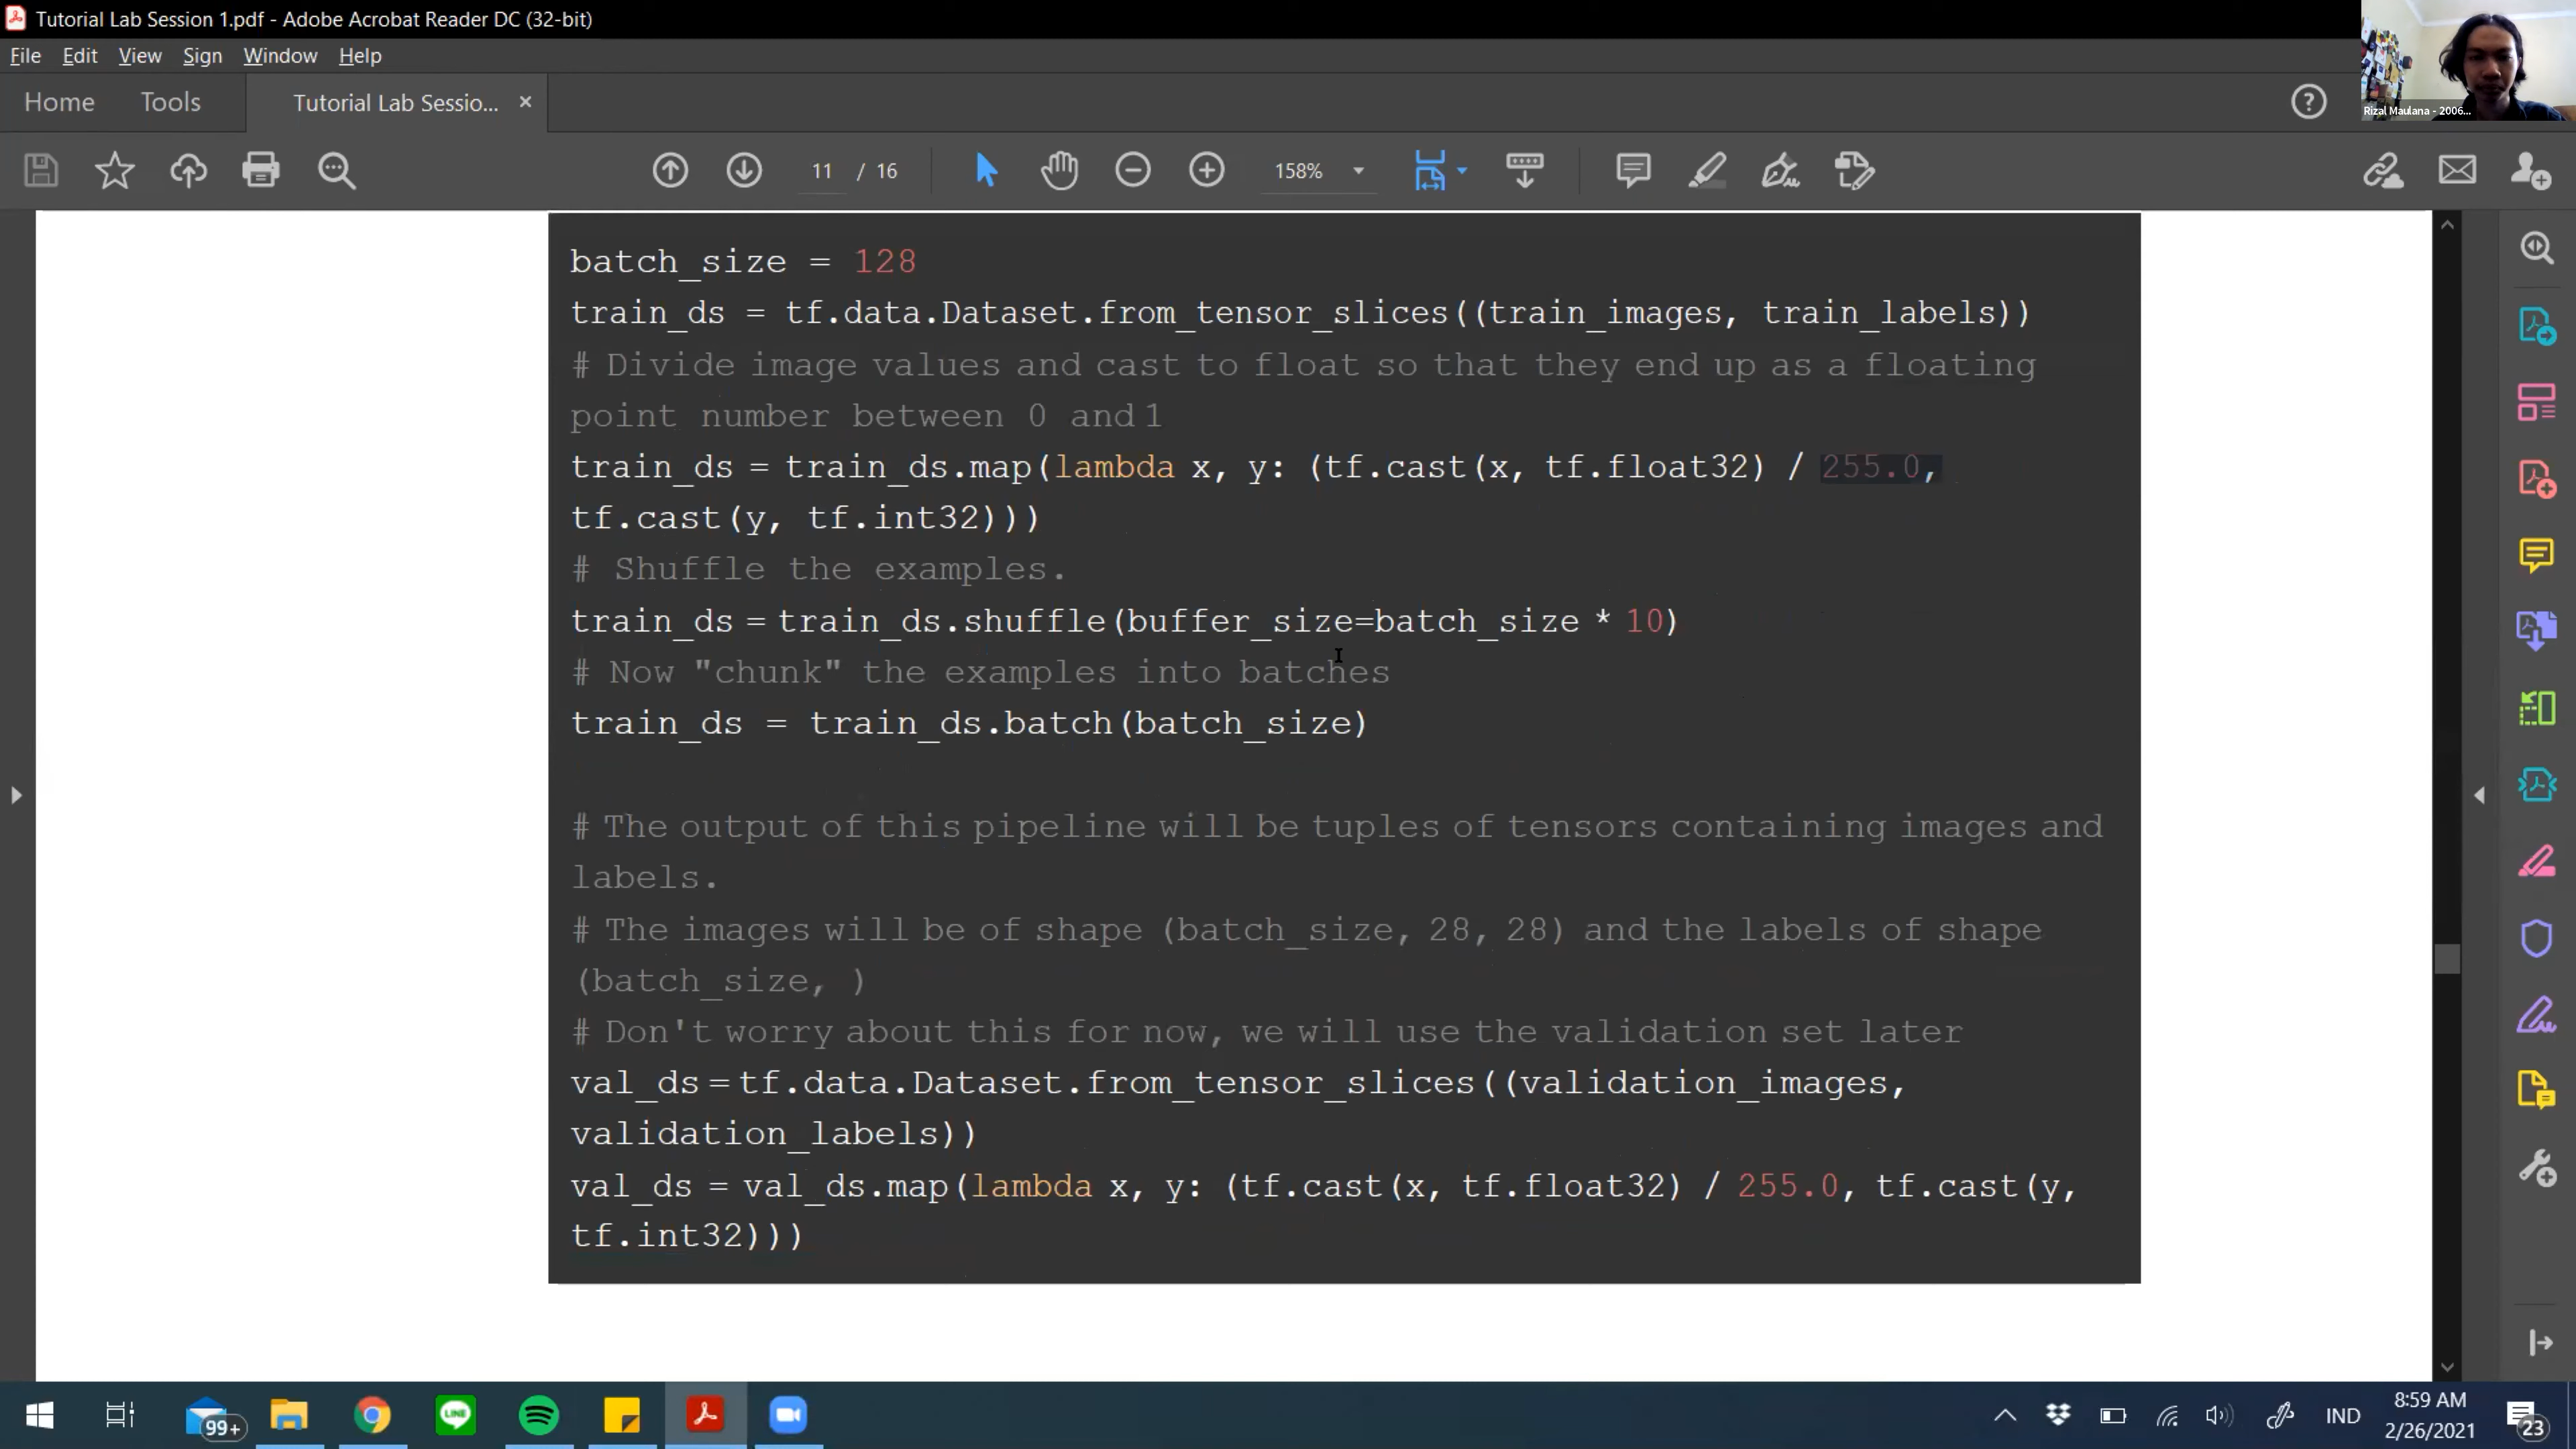 Tutorial Lab Session 1.pdf - Adobe Acrobat Reader DC (32-bit)
File Edit View Sign Window Help
Home Tools Tutorial Lab Sessio... ×
Rizal Maulana - 2006...
11 / 16 158%
batch_size = 128
train_ds = tf.data.Dataset.from_tensor_slices((train_images, train_labels))
# Divide image values and cast to float so that they end up as a floating
point number between 0 and 1
train_ds = train_ds.map(lambda x, y: (tf.cast(x, tf.float32) / 255.0,
tf.cast(y, tf.int32)))
# Shuffle the examples.
train_ds = train_ds.shuffle(buffer_size=batch_size * 10)
# Now "chunk" the examples into batches
train_ds = train_ds.batch(batch_size)
# The output of this pipeline will be tuples of tensors containing images and
labels.
# The images will be of shape (batch_size, 28, 28) and the labels of shape
(batch_size, )
# Don't worry about this for now, we will use the validation set later
val_ds = tf.data.Dataset.from_tensor_slices((validation_images,
validation_labels))
val_ds = val_ds.map(lambda x, y: (tf.cast(x, tf.float32) / 255.0, tf.cast(y,
tf.int32)))
99+
LINE
IND
8:59 AM
2/26/2021
23